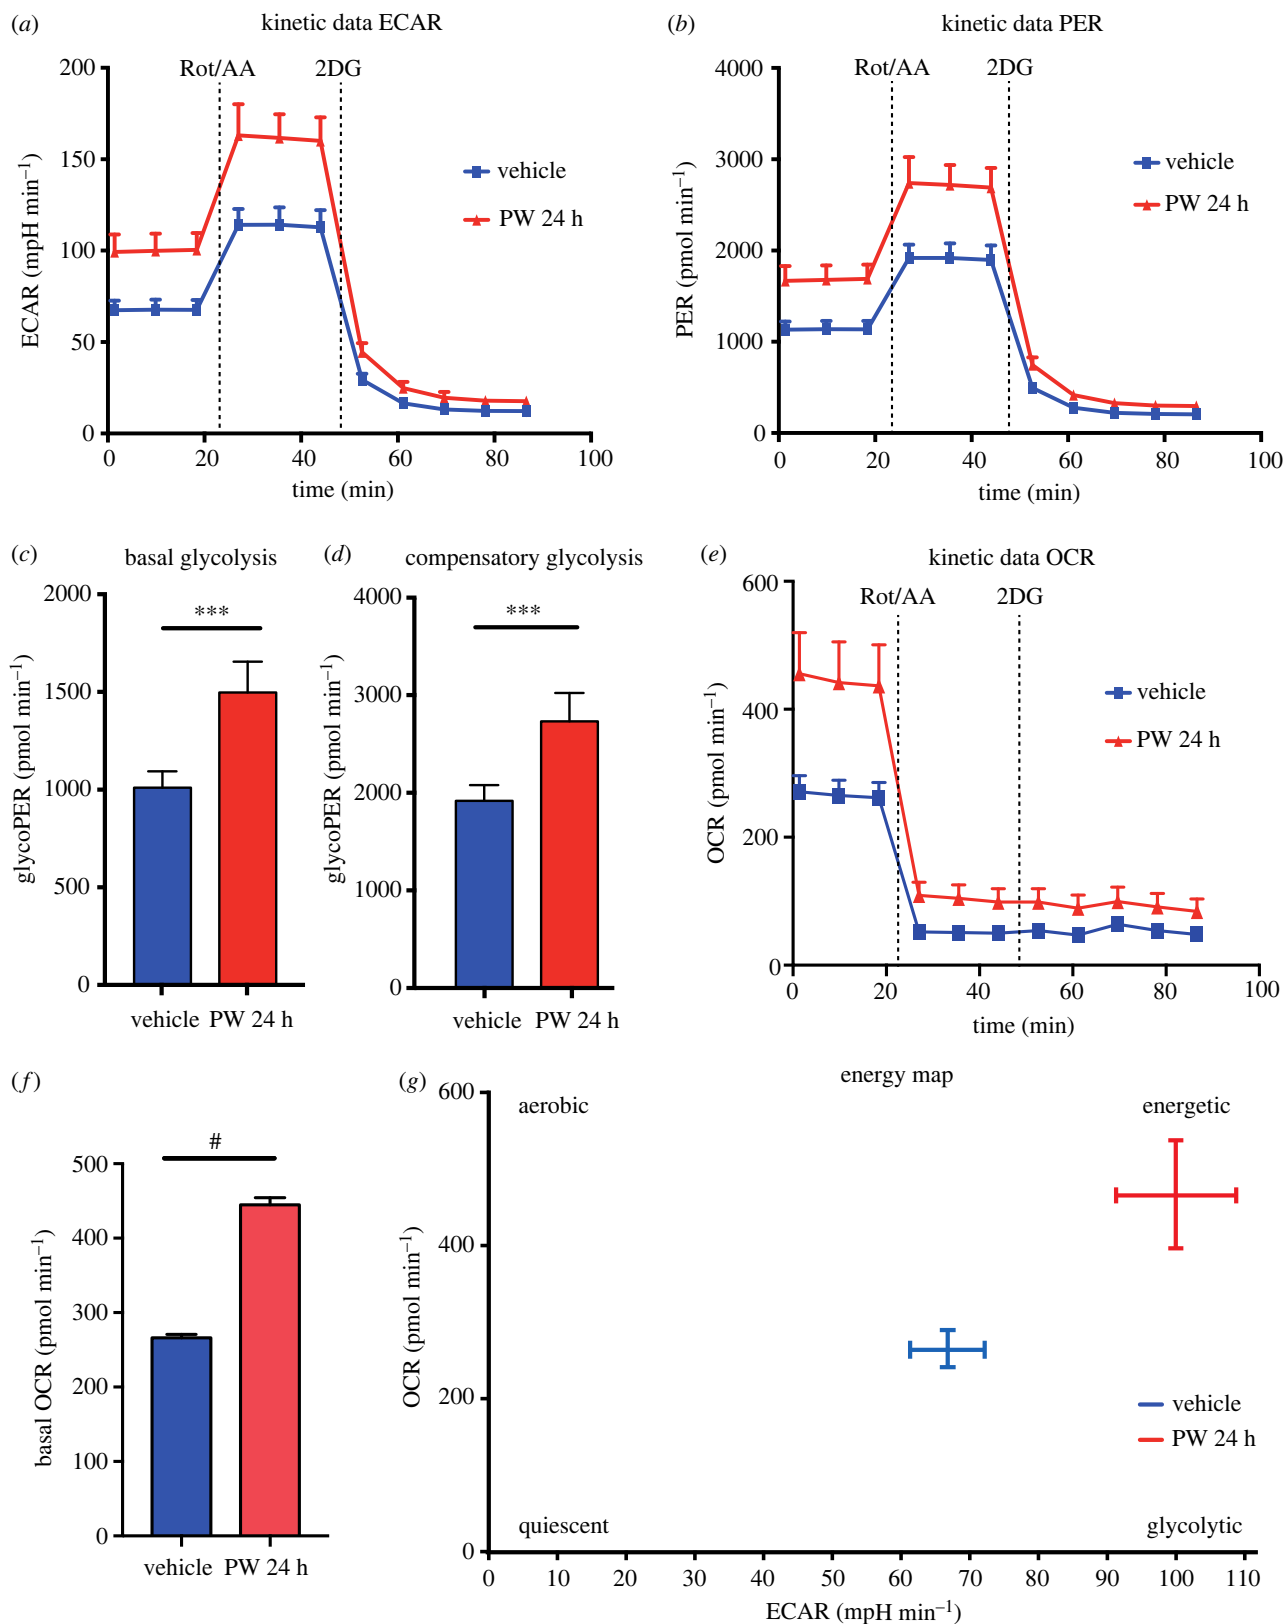 (a)
kinetic data ECAR
200
150
100
50
0
ECAR (mpH min−1)
Rot/AA
2DG
vehicle
PW 24 h
0 20 40 60 80 100
time (min)
(b)
kinetic data PER
4000
3000
2000
1000
0
PER (pmol min−1)
Rot/AA
2DG
vehicle
PW 24 h
0 20 40 60 80 100
time (min)
(c)
basal glycolysis
2000
1500
1000
500
0
glycoPER (pmol min−1)
***
vehicle PW 24 h
(d)
compensatory glycolysis
4000
3000
2000
1000
0
glycoPER (pmol min−1)
***
vehicle PW 24 h
(e)
kinetic data OCR
600
400
200
0
OCR (pmol min−1)
Rot/AA
2DG
vehicle
PW 24 h
0 20 40 60 80 100
time (min)
(f)
500
400
300
200
100
0
basal OCR (pmol min−1)
#
vehicle PW 24 h
(g)
energy map
600
400
200
0
OCR (pmol min−1)
aerobic
energetic
vehicle
PW 24 h
quiescent
glycolytic
0 10 20 30 40 50 60 70 80 90 100 110
ECAR (mpH min−1)